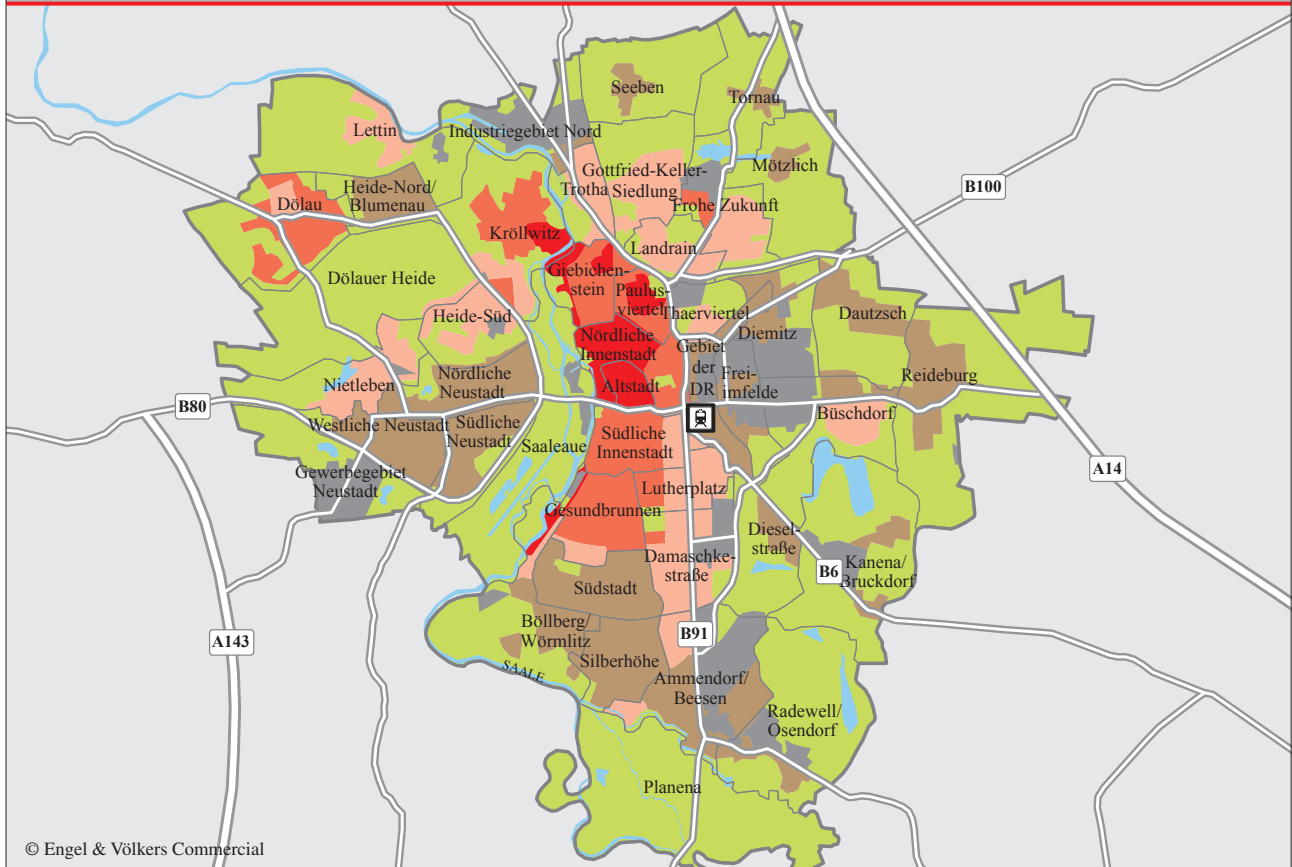 Seeben
Tornau
Lettin
Industriegebiet Nord
Mötzlich
Gottfried-Keller-
Siedlung
Trotha
Heide-Nord/
Blumenau
B100
Dölau
Frohe Zukunft
Kröllwitz
Landrain
Giebichen-
stein
Dölauer Heide
Paulus-
viertel
Thaerviertel
Dautzsch
Heide-Süd
Diemitz
Nördliche
Innenstadt
Gebiet
der
DR
Frei-
imfelde
Nördliche
Neustadt
Nietleben
Altstadt
Reideburg
B80
Büschdorf
Westliche Neustadt
Südliche
Neustadt
Südliche
Innenstadt
Saaleaue
A14
Gewerbegebiet
Neustadt
Lutherplatz
Gesundbrunnen
Diesel-
straße
Damaschke-
straße
B6
Kanena/
Bruckdorf
Südstadt
Böllberg/
Wörmlitz
B91
A143
Silberhöhe
SAALE
Ammendorf/
Beesen
Radewell/
Osendorf
Planena
© Engel & Völkers Commercial